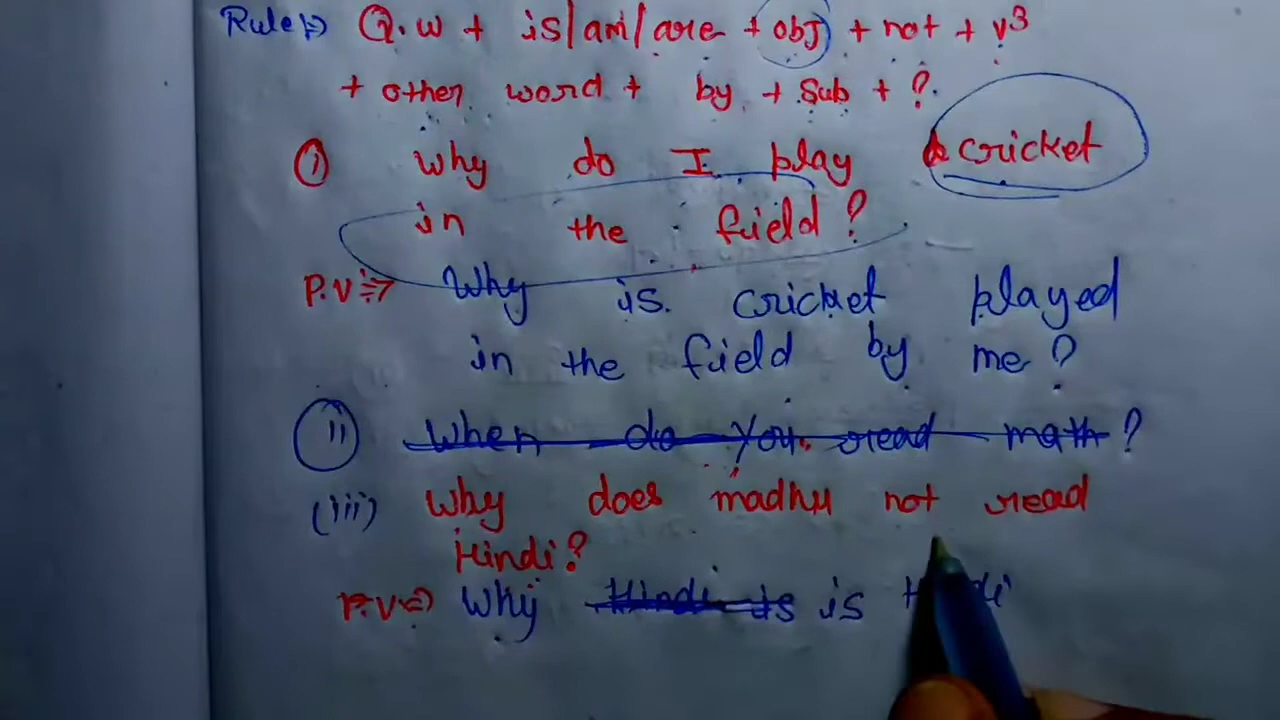 Rule:-) Q.w + is/am/are + obj + not + v3
+ other word + by + Sub + ?
(i) Why do I play cricket
in the field?
P.V⇒ Why is cricket played
in the field by me?
(ii) When do you read math?
(iii) Why does madhu not read
Hindi?
P.V⇒ Why Hindi is is